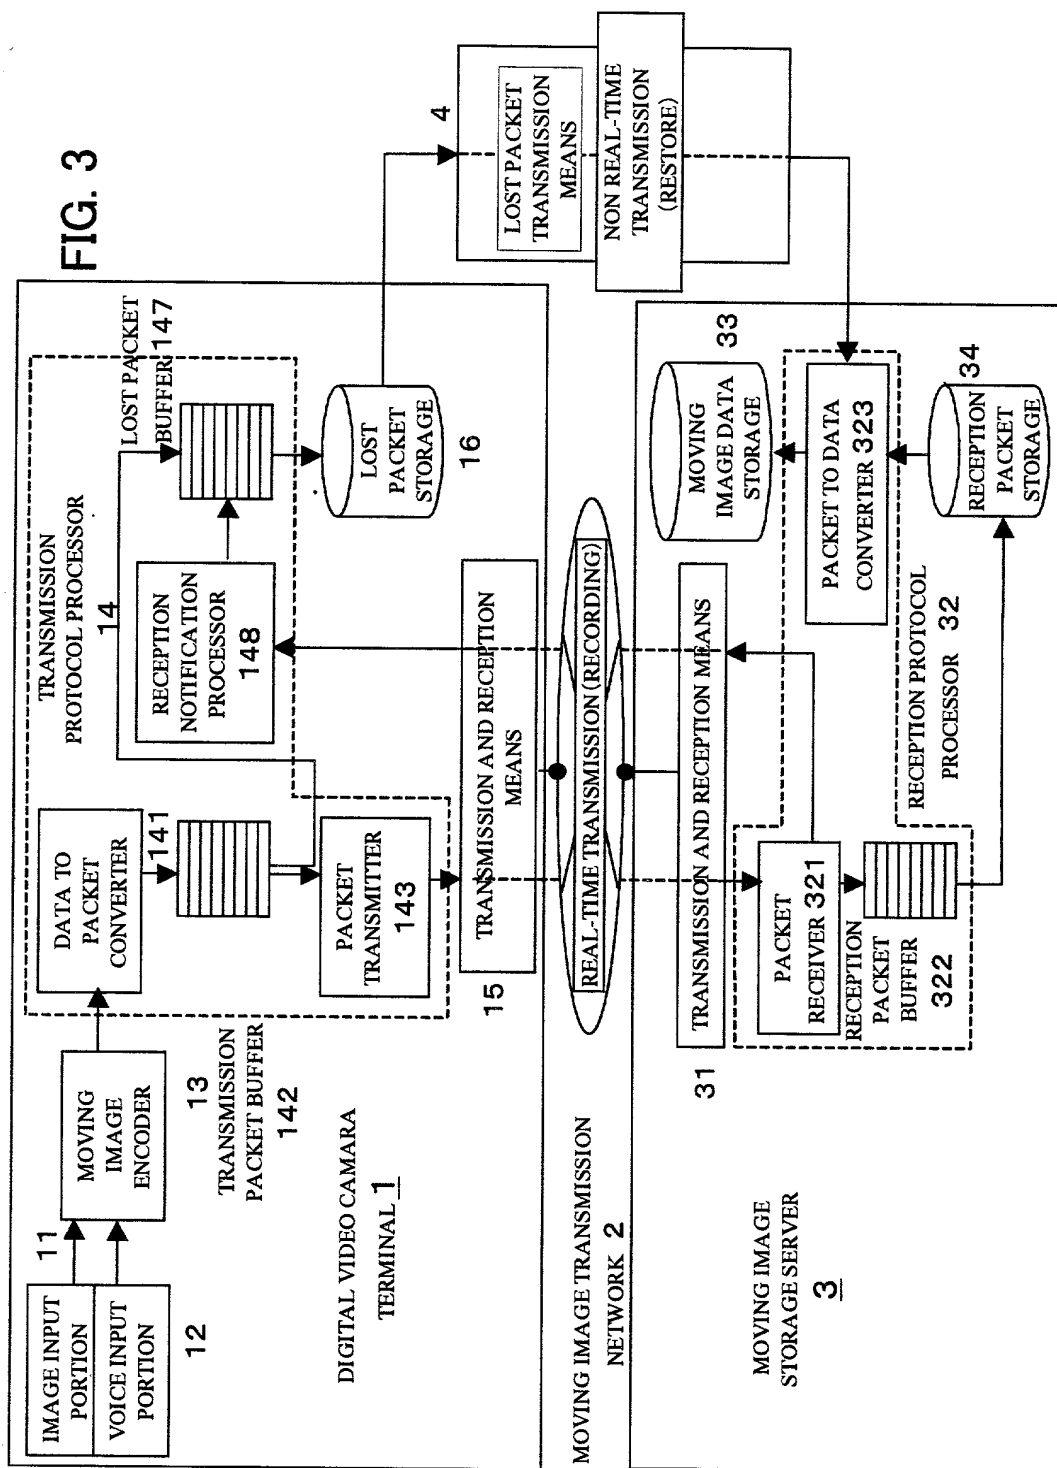 FIG. 3
IMAGE INPUT
PORTION
11
VOICE INPUT
PORTION
12
MOVING
IMAGE
ENCODER
13
TRANSMISSION
PACKET BUFFER
142
DIGITAL VIDEO CAMARA
TERMINAL 1
DATA TO
PACKET
CONVERTER
141
PACKET
TRANSMITTER
143
TRANSMISSION
PROTOCOL PROCESSOR
14
RECEPTION
NOTIFICATION
PROCESSOR
148
LOST PACKET
BUFFER 147
LOST
PACKET
STORAGE
16
TRANSMISSION AND RECEPTION
MEANS
15
4
LOST PACKET
TRANSMISSION
MEANS
NON REAL-TIME
TRANSMISSION
(RESTORE)
MOVING IMAGE TRANSMISSION
NETWORK 2
REAL-TIME TRANSMISSION (RECORDING)
MOVING IMAGE
STORAGE SERVER
3
31
TRANSMISSION AND RECEPTION MEANS
PACKET
RECEIVER 321
RECEPTION
PACKET
BUFFER
322
RECEPTION PROTOCOL
PROCESSOR 32
MOVING
IMAGE DATA
STORAGE
33
PACKET TO DATA
CONVERTER 323
RECEPTION
PACKET
STORAGE
34